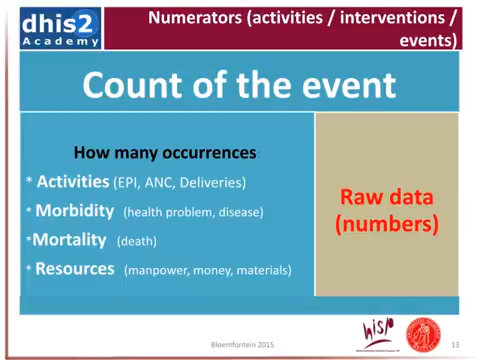 dhis2
Academy
Numerators (activities / interventions /
events)
Count of the event
How many occurrences:
* Activities (EPI, ANC, Deliveries)
* Morbidity (health problem, disease)
*Mortality (death)
* Resources (manpower, money, materials)
Raw data
(numbers)
Bloemfontein 2015
hisp
13